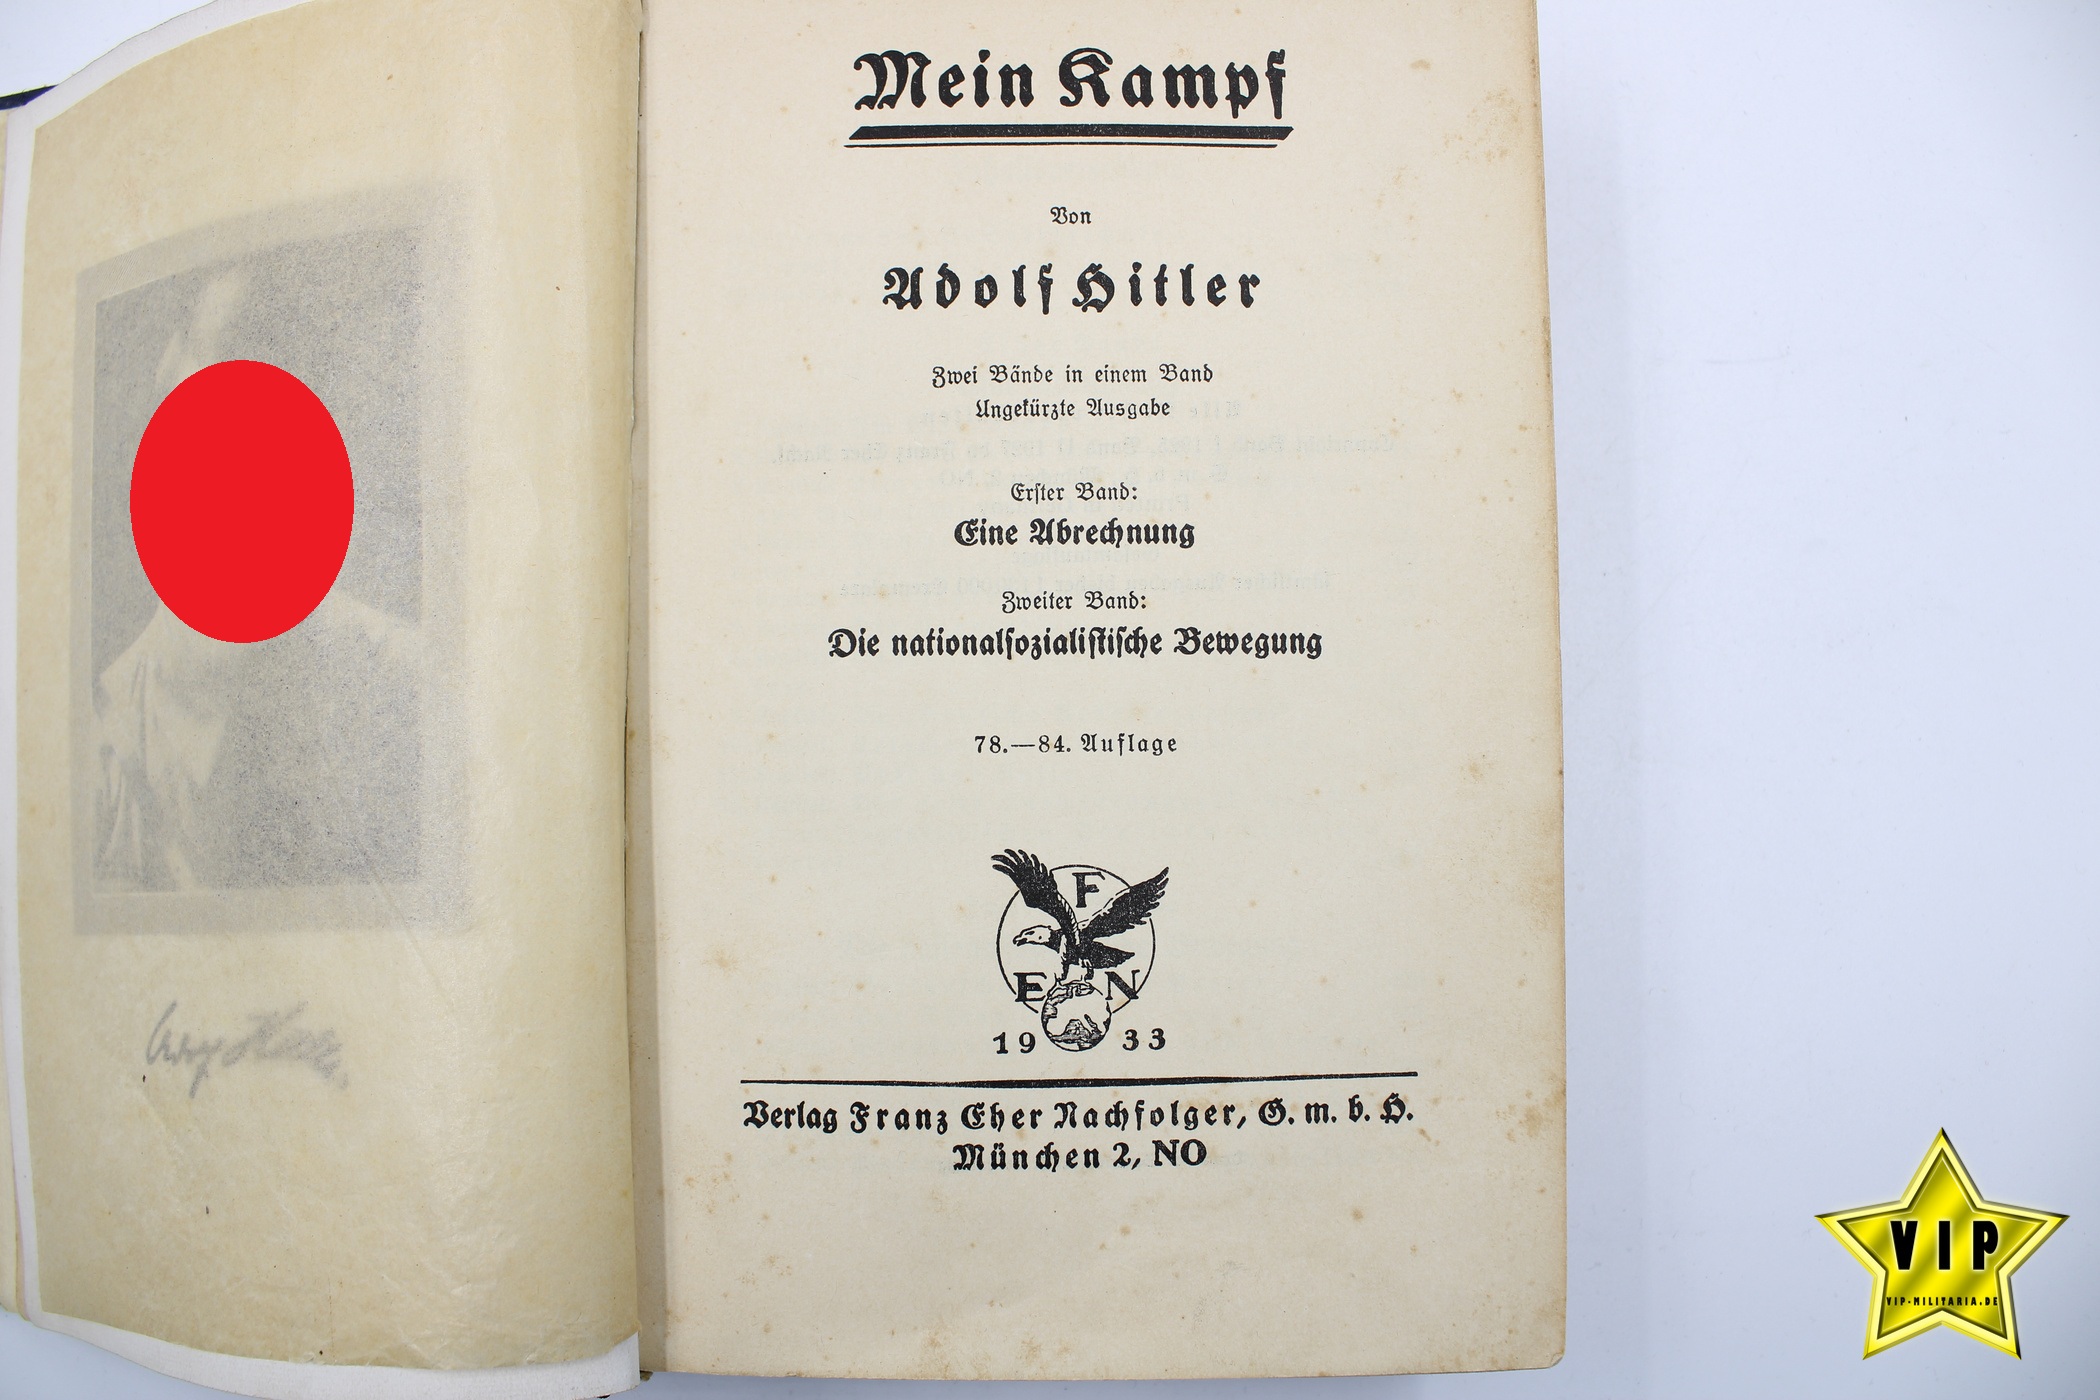 Mein Kampf
Von
Adolf Hitler
Zwei Bände in einem Band
Ungekürzte Ausgabe
Erster Band:
Eine Abrechnung
Zweiter Band:
Die nationalsozialistische Bewegung
78.—84. Auflage
F
E N
19 33
Verlag Franz Eher Nachfolger, G. m. b. H.
München 2, NO
VIP
VIP-MILITARIA.DE